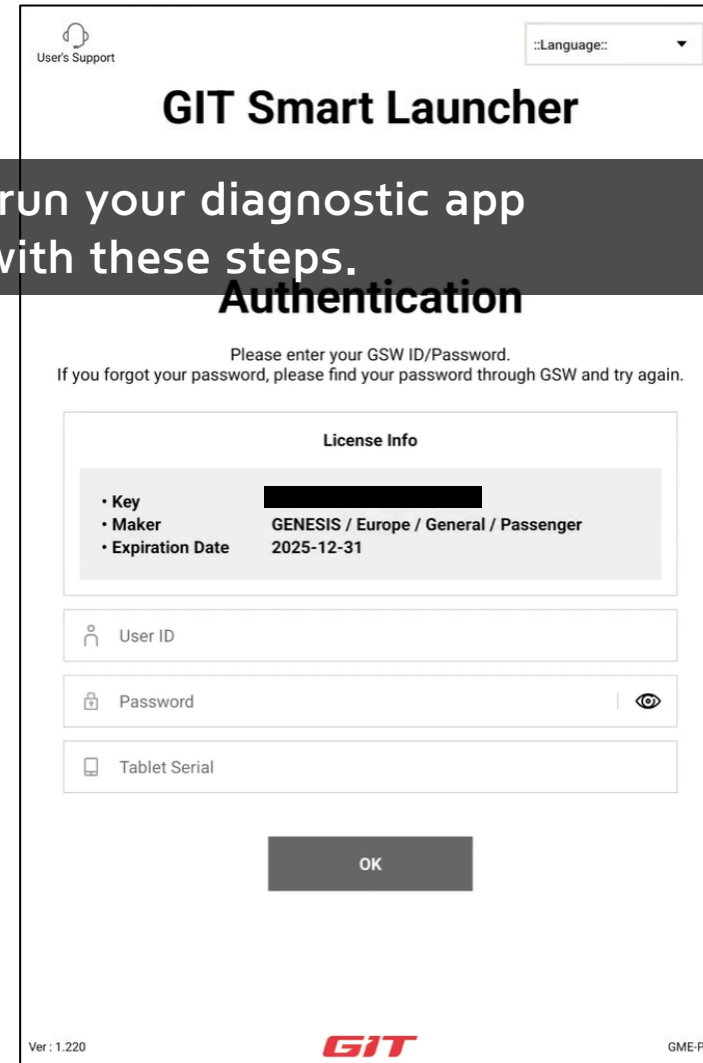 User's Support
::Language::
GIT Smart Launcher
run your diagnostic app
with these steps.
Authentication
Please enter your GSW ID/Password.
If you forgot your password, please find your password through GSW and try again.
License Info
• Key
• Maker GENESIS / Europe / General / Passenger
• Expiration Date 2025-12-31
User ID
Password
Tablet Serial
OK
Ver : 1.220
GIT
GME-P